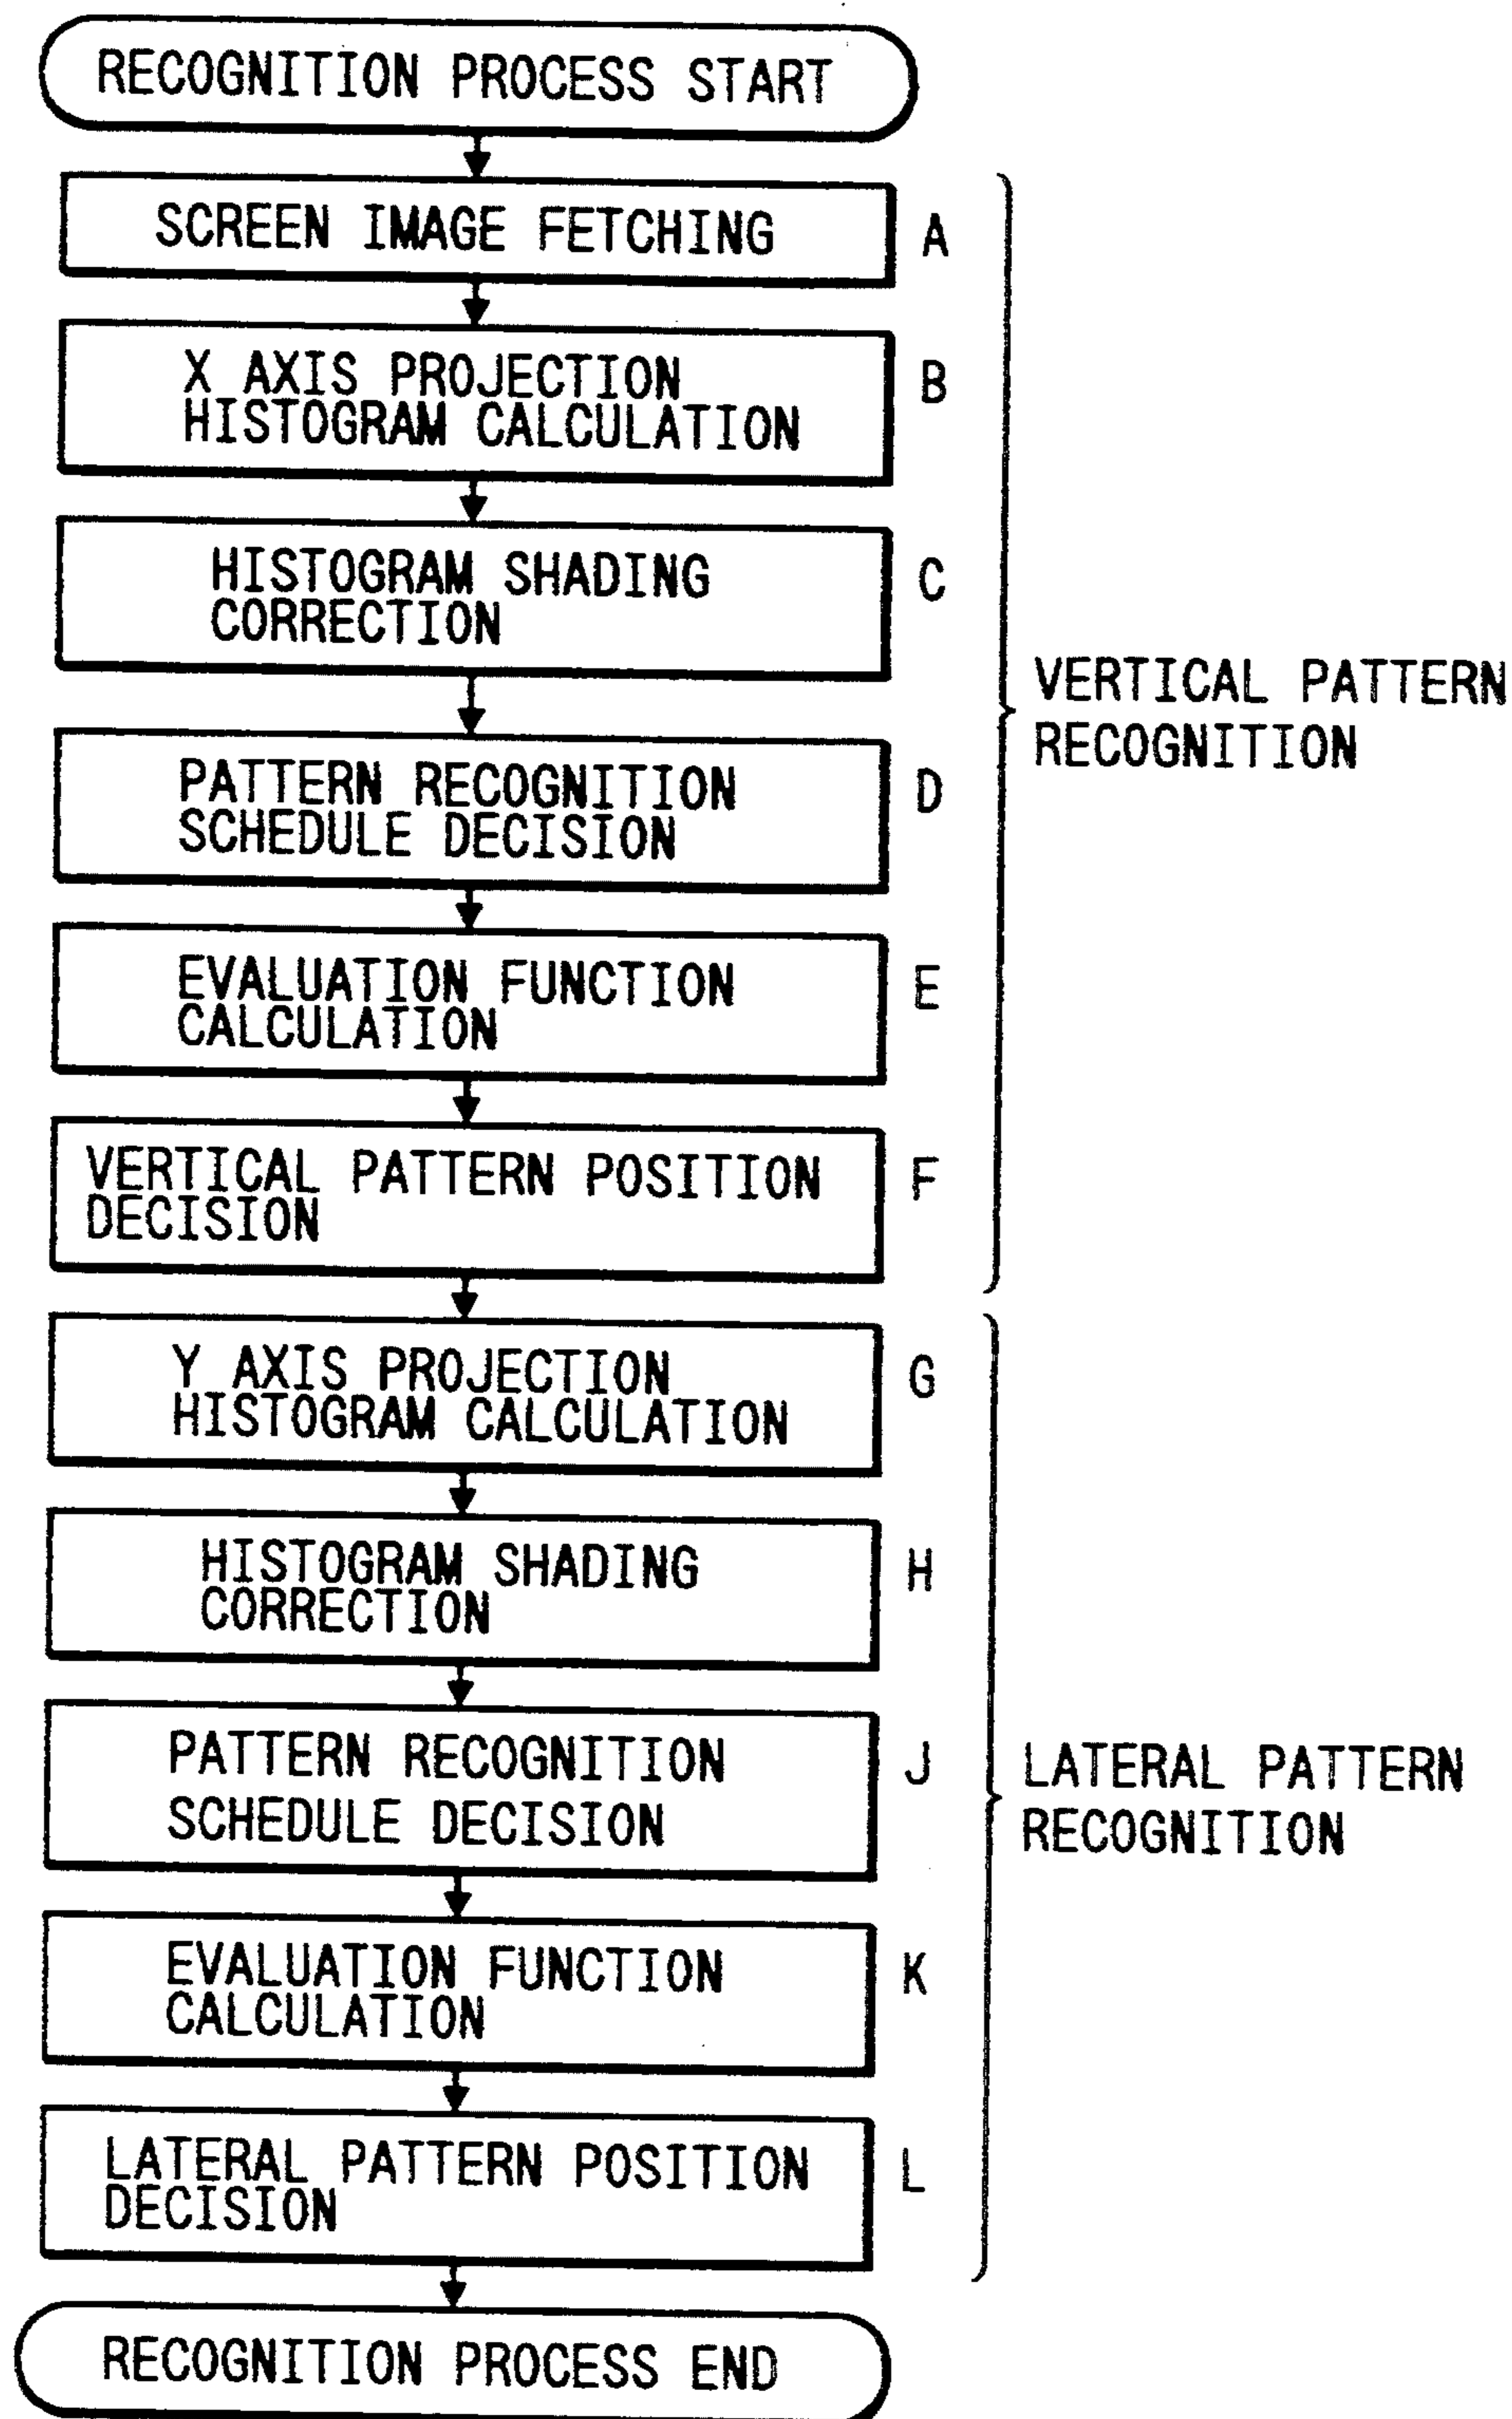 RECOGNITION PROCESS START
SCREEN IMAGE FETCHING
A
X AXIS PROJECTION
HISTOGRAM CALCULATION
B
HISTOGRAM SHADING
CORRECTION
C
PATTERN RECOGNITION
SCHEDULE DECISION
D
EVALUATION FUNCTION
CALCULATION
E
VERTICAL PATTERN POSITION
DECISION
F
VERTICAL PATTERN
RECOGNITION
Y AXIS PROJECTION
HISTOGRAM CALCULATION
G
HISTOGRAM SHADING
CORRECTION
H
PATTERN RECOGNITION
SCHEDULE DECISION
J
EVALUATION FUNCTION
CALCULATION
K
LATERAL PATTERN POSITION
DECISION
L
LATERAL PATTERN
RECOGNITION
RECOGNITION PROCESS END